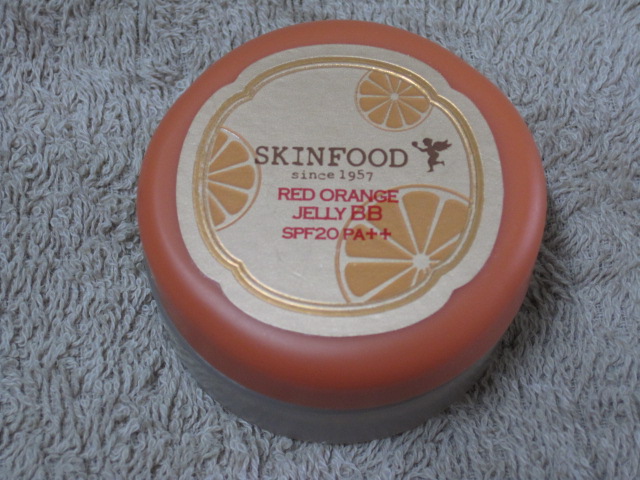 SKINFOOD
since 1957
RED ORANGE
JELLY BB
SPF20 PA++